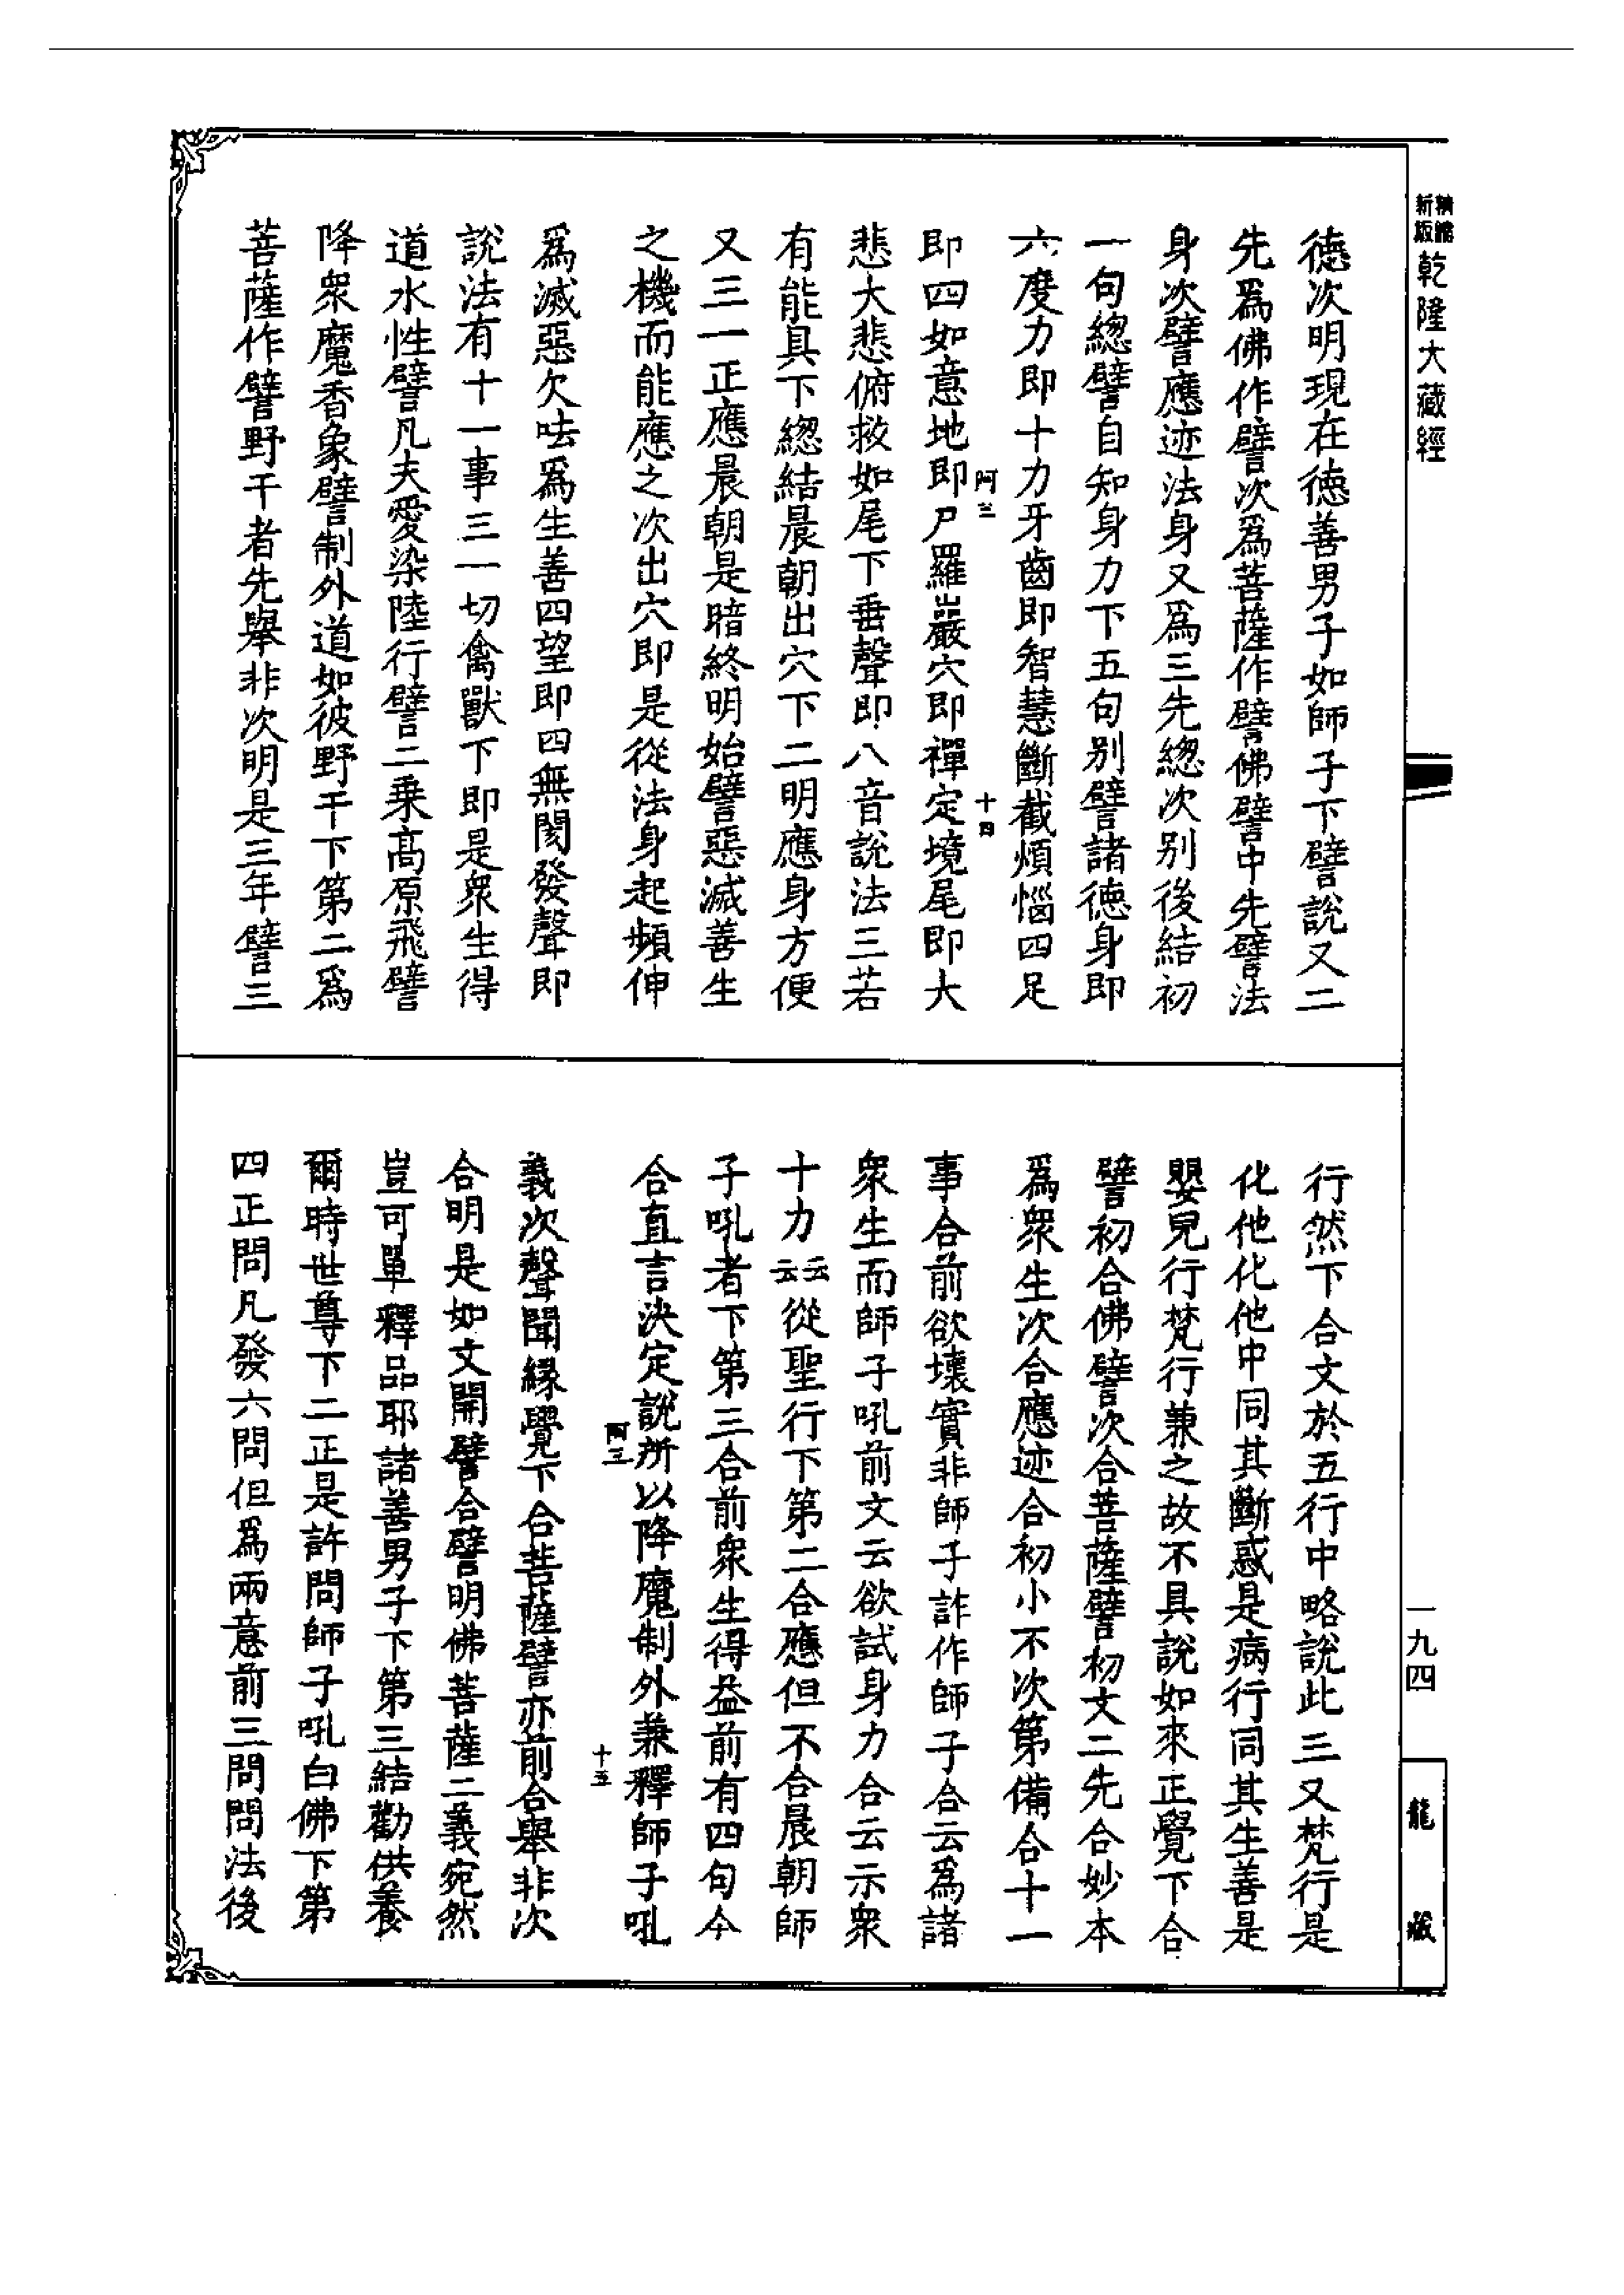 新版精縮乾隆大藏經
德次明現在德善男子如師子下譬說又二
先爲佛作譬次爲菩薩作譬佛譬中先譬法
身次譬應迹法身又爲三先總次别後結初
一句總譬自知身力下五句别譬諸德身即
六度力即十力牙齒即智慧斷截煩惱四足
阿三
十四
即四如意地即尸羅巖穴即禪定境尾即大
悲大悲俯救如尾下垂聲即八音說法三若
有能具下總結晨朝出穴下二明應身方便
又三一正應晨朝是暗終明始譬惡滅善生
之機而能應之次出穴即是從法身起頻伸
爲滅惡欠呿爲生善四望即四無閡發聲即
說法有十一事三一切禽獸下即是衆生得
道水性譬凡夫愛染陸行譬二乗高原飛譬
降衆魔香象譬制外道如彼野干下第二爲
菩薩作譬野干者先舉非次明是三年譬三
行然下合文於五行中略說此三又梵行是
化他化他中同其斷惑是病行同其生善是
嬰兒行梵行兼之故不具說如來正覺下合
譬初合佛譬次合菩薩譬初文二先合妙本
爲衆生次合應迹合初小不次第備合十一
事合前欲壞實非師子詐作師子合云爲諸
衆生而師子吼前文云欲試身力合云示衆
十力云云從聖行下第二合應但不合晨朝師
子吼者下第三合前衆生得益前有四句今
合直言決定說所以降魔制外兼釋師子吼
阿三
十五
義次聲聞緣覺下合菩薩譬亦前合舉非次
合明是如文開譬合譬明佛菩薩二義宛然
豈可單釋品耶諸善男子下第三結勸供養
爾時世尊下二正是許問師子吼白佛下第
四正問凡發六問但爲兩意前三問問法後
一九四
龍藏